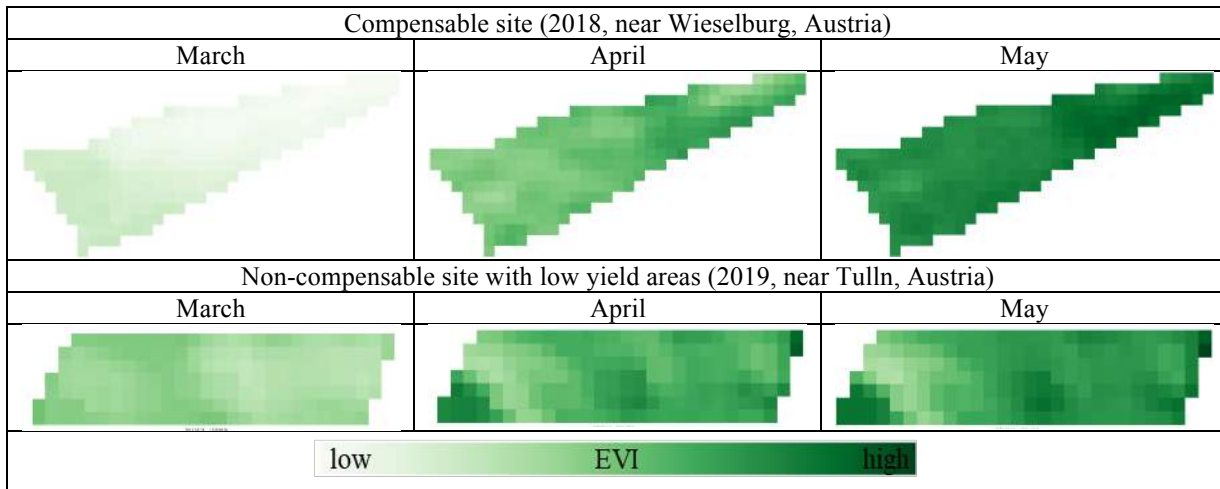 Compensable site (2018, near Wieselburg, Austria)
March April May
Non-compensable site with low yield areas (2019, near Tulln, Austria)
March April May
low EVI high